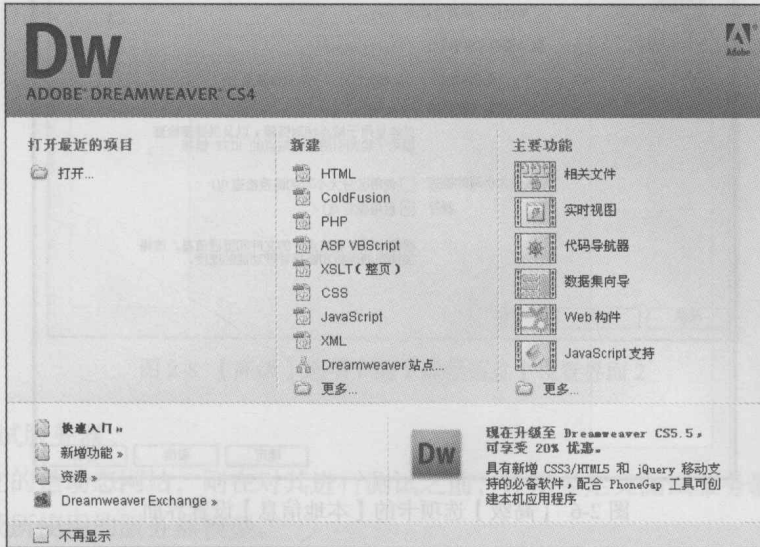 Dw
ADOBE® DREAMWEAVER® CS4
Adobe®
打开最近的项目
打开...
新建
HTML
ColdFusion
PHP
ASP VBScript
XSLT（整页）
CSS
JavaScript
XML
Dreamweaver 站点...
更多...
主要功能
相关文件
实时视图
代码导航器
数据集向导
Web 构件
JavaScript 支持
更多...
快速入门 »
新增功能 »
资源 »
Dreamweaver Exchange »
Dw
现在升级至 Dreamweaver CS5.5，
可享受 20% 优惠。
具有新增 CSS3/HTML5 和 jQuery 移动支
持的必备软件，配合 PhoneGap 工具可创
建本机应用程序
不再显示